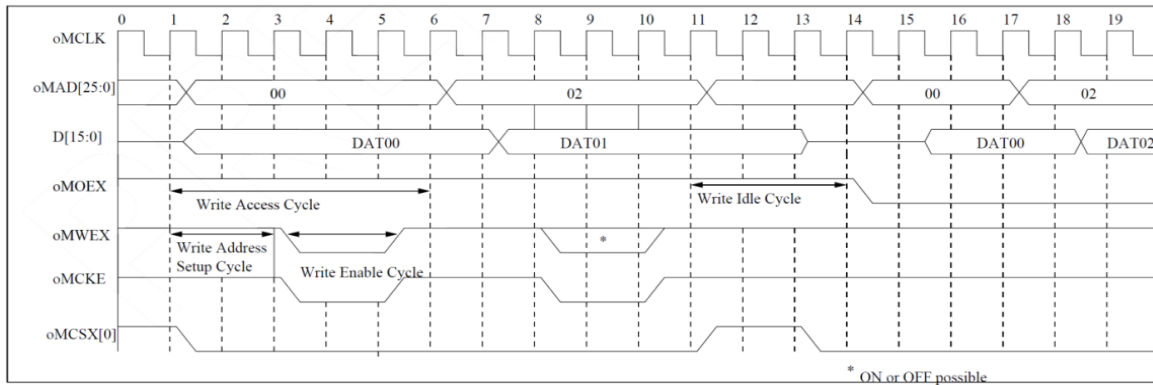 0 1 2 3 4 5 6 7 8 9 10 11 12 13 14 15 16 17 18 19
oMCLK
oMAD[25:0] 00 02 00 02
D[15:0] DAT00 DAT01 DAT00 DAT02
oMOEX
Write Access Cycle Write Idle Cycle
oMWEX *
Write Address
Setup Cycle Write Enable Cycle
oMCKE
oMCSX[0]
* ON or OFF possible